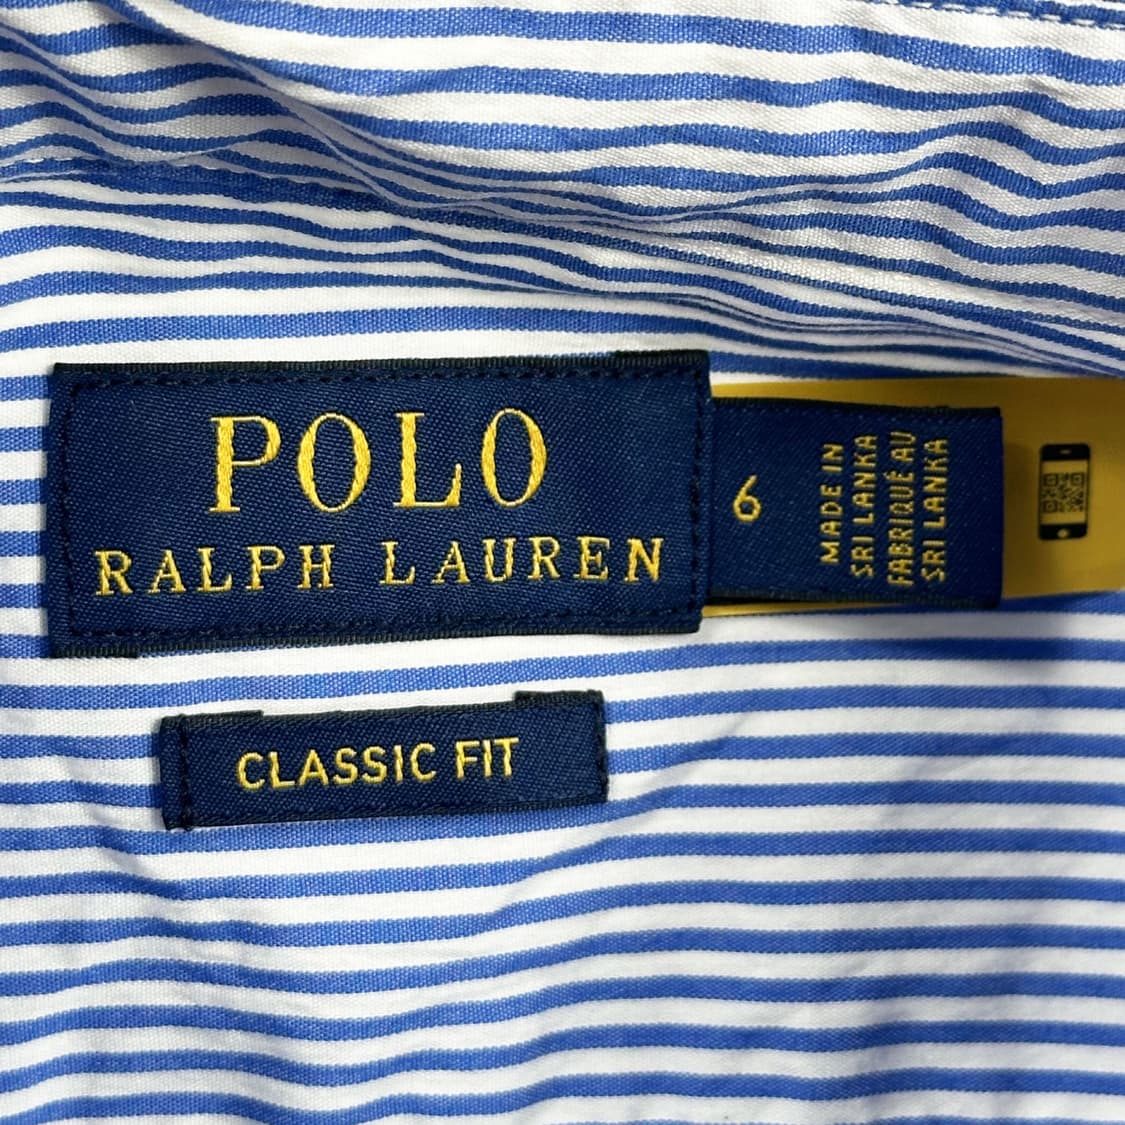 POLO
RALPH LAUREN
6
MADE IN
SRI LANKA
FABRIQUÉ AU
SRI LANKA
CLASSIC FIT